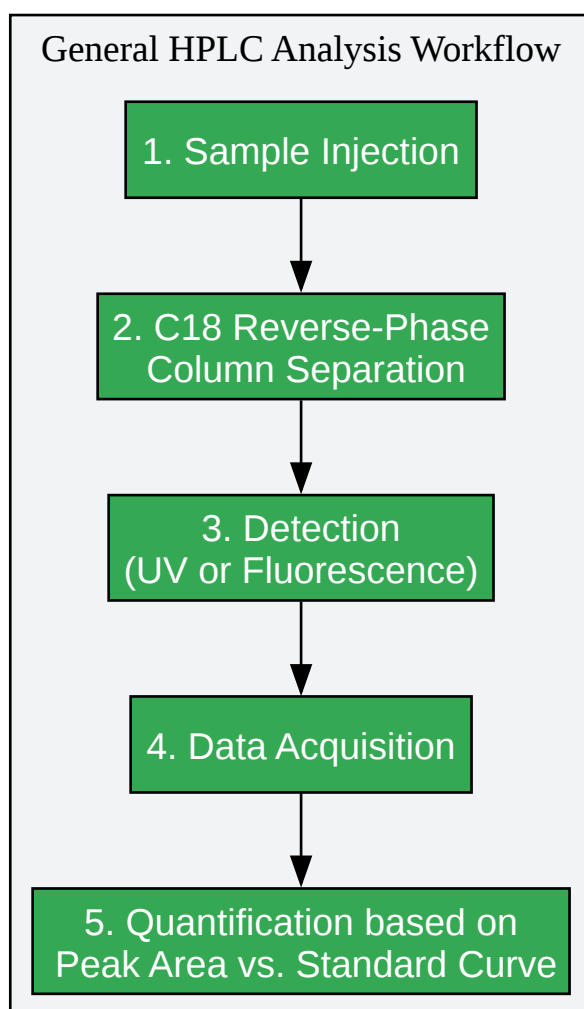 General HPLC Analysis Workflow
1. Sample Injection
2. C18 Reverse-Phase
Column Separation
3. Detection
(UV or Fluorescence)
4. Data Acquisition
5. Quantification based on
Peak Area vs. Standard Curve